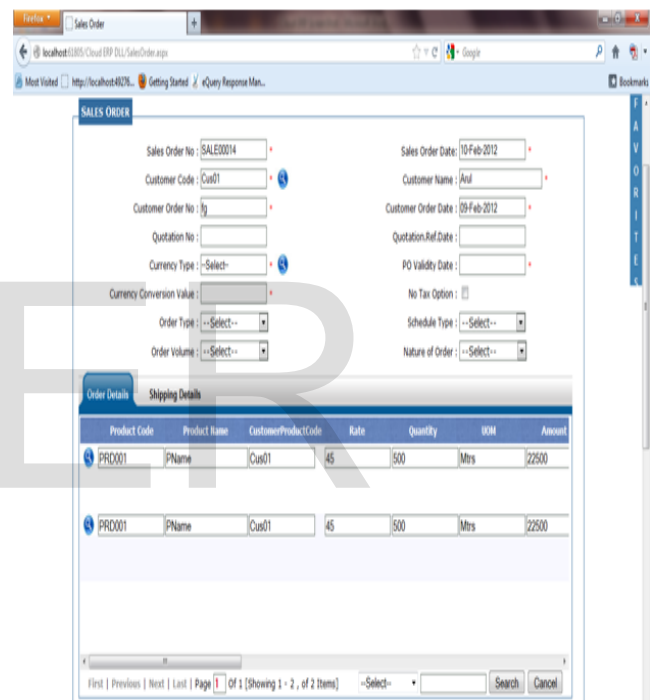 Firefox
Sales Order
+
localhost:61805/Cloud ERP DLL/SalesOrder.aspx
Google
Most Visited http://localhost:49276... Getting Started eQuery Response Man...
Bookmarks
SALES ORDER
FAVORITES
Sales Order No : SALE00014 * Sales Order Date: 10-Feb-2012 *
Customer Code : Cus01 * Customer Name : Arul *
Customer Order No : fg * Customer Order Date : 09-Feb-2012 *
Quotation No : Quotation.Ref.Date :
Currency Type : --Select-- * PO Validity Date : *
Currency Conversion Value : * No Tax Option :
Order Type : --Select-- Schedule Type : --Select--
Order Volume : --Select-- Nature of Order : --Select--
Order Details Shipping Details
Product Code Product Name CustomerProductCode Rate Quantity UOM Amount
PRD001 PName Cus01 45 500 Mtrs 22500
PRD001 PName Cus01 45 500 Mtrs 22500
First | Previous | Next | Last | Page 1 Of 1 [Showing 1 - 2 , of 2 Items] --Select-- Search Cancel
ER